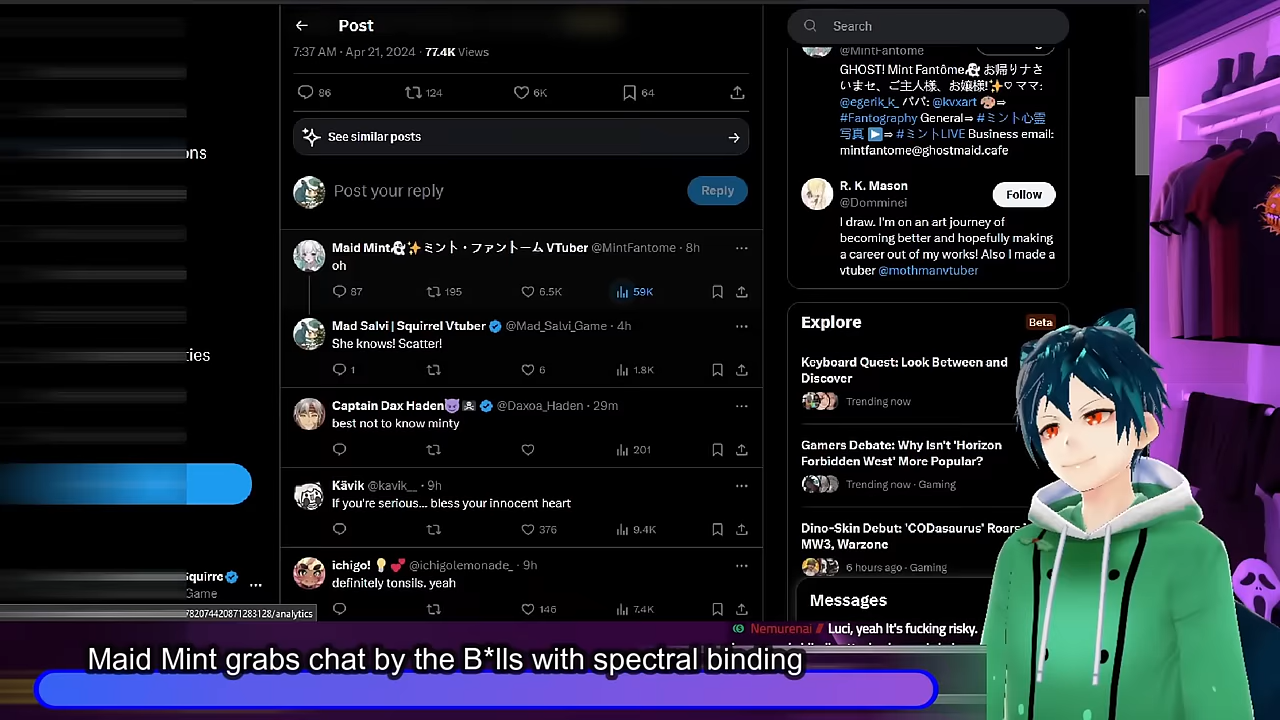 Post
7:37 AM · Apr 21, 2024 · 77.4K Views
86
124
6K
64
See similar posts
Post your reply
Reply
Maid Mint👻✨ミント・ファントーム VTuber @MintFantome · 8h
oh
87
195
6.5K
59K
Mad Salvi | Squirrel Vtuber @Mad_Salvi_Game · 4h
She knows! Scatter!
1
6
1.8K
Captain Dax Haden😈☠ @Daxoa_Haden · 29m
best not to know minty
201
Kävik @kavik__ · 9h
If you're serious... bless your innocent heart
376
9.4K
ichigo! 💡 💕 @ichigolemonade_ · 9h
definitely tonsils. yeah
146
7.4K
ons
ties
Squirre
Game
782074420871283128/analytics
Search
@MintFantome
GHOST! Mint Fantôme👻 お帰りナさ
いまセ、ご主人様、お嬢様!✨♡ ママ:
@egerik_k_ パパ: @kvxart 🎨⇒
#Fantography General⇒ #ミント心霊
写真 ▶️⇒ #ミントLIVE Business email:
mintfantome@ghostmaid.cafe
R. K. Mason
@Domminei
Follow
I draw. I'm on an art journey of
becoming better and hopefully making
a career out of my works! Also I made a
vtuber @mothmanvtuber
Explore
Beta
Keyboard Quest: Look Between and
Discover
Trending now
Gamers Debate: Why Isn't 'Horizon
Forbidden West' More Popular?
Trending now · Gaming
Dino-Skin Debut: 'CODasaurus' Roars
MW3, Warzone
6 hours ago · Gaming
Messages
Nemurenai Luci, yeah It's fucking risky.
Maid Mint grabs chat by the B*lls with spectral binding